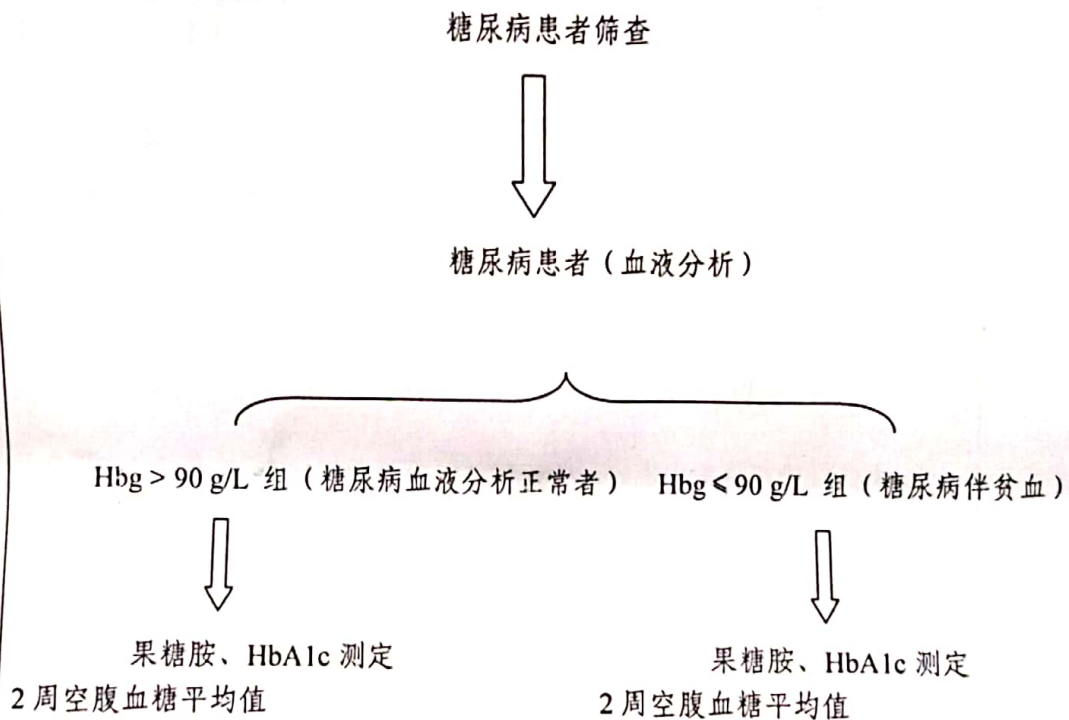 糖尿病患者筛查
糖尿病患者（血液分析）
Hbg > 90 g/L 组（糖尿病血液分析正常者）
Hbg ≤ 90 g/L 组（糖尿病伴贫血）
果糖胺、HbA1c 测定
2 周空腹血糖平均值
果糖胺、HbA1c 测定
2 周空腹血糖平均值